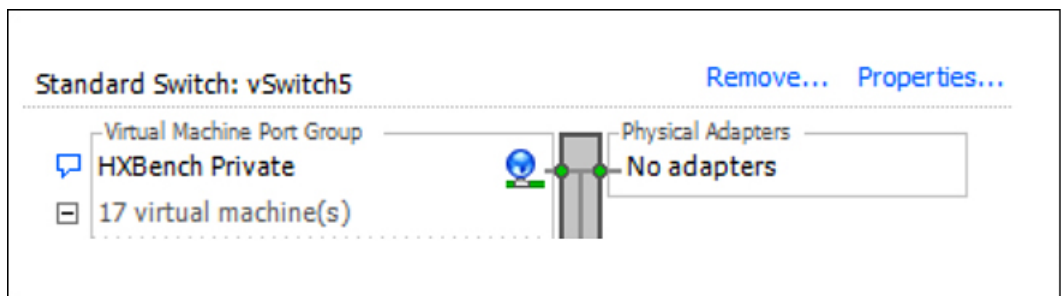 Standard Switch: vSwitch5 Remove... Properties...
Virtual Machine Port Group Physical Adapters
HXBench Private No adapters
17 virtual machine(s)